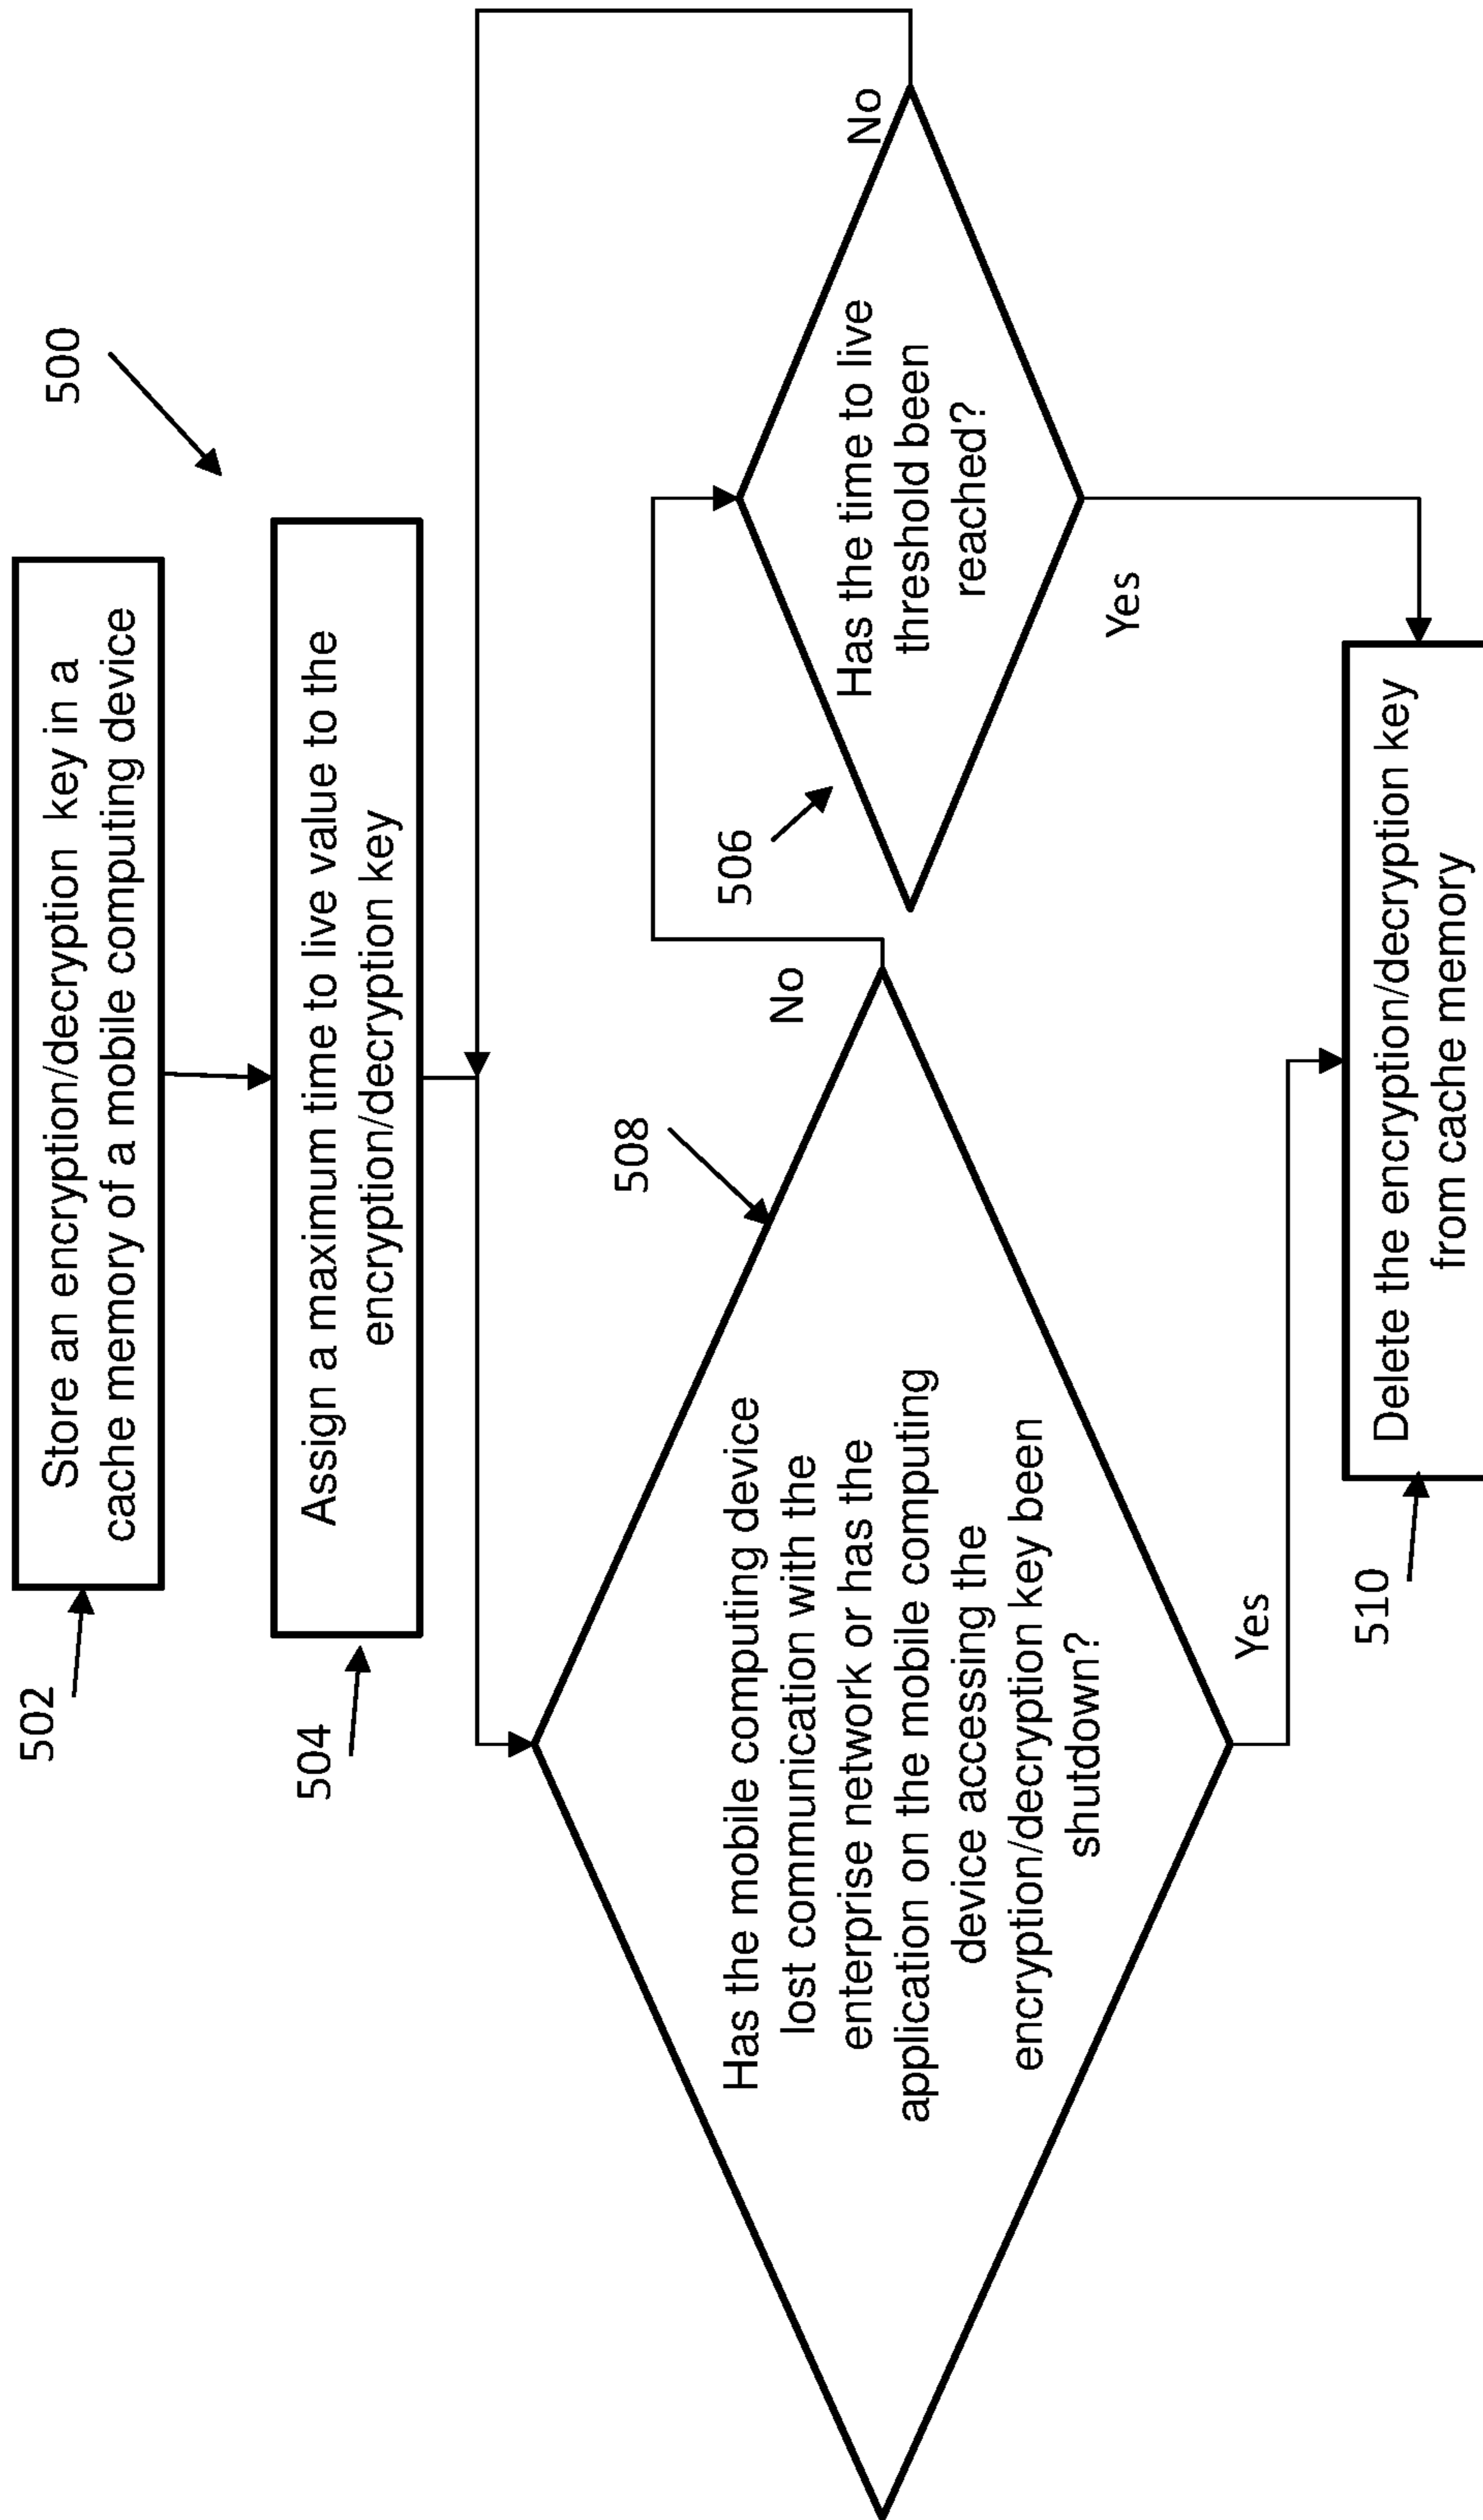 500
502
Store an encryption/decryption key in a
cache memory of a mobile computing device
504
Assign a maximum time to live value to the
encryption/decryption key
508
Has the mobile computing device
lost communication with the
enterprise network or has the
application on the mobile computing
device accessing the
encryption/decryption key been
shutdown?
No
Yes
506
Has the time to live
threshold been
reached?
No
Yes
510
Delete the encryption/decryption key
from cache memory